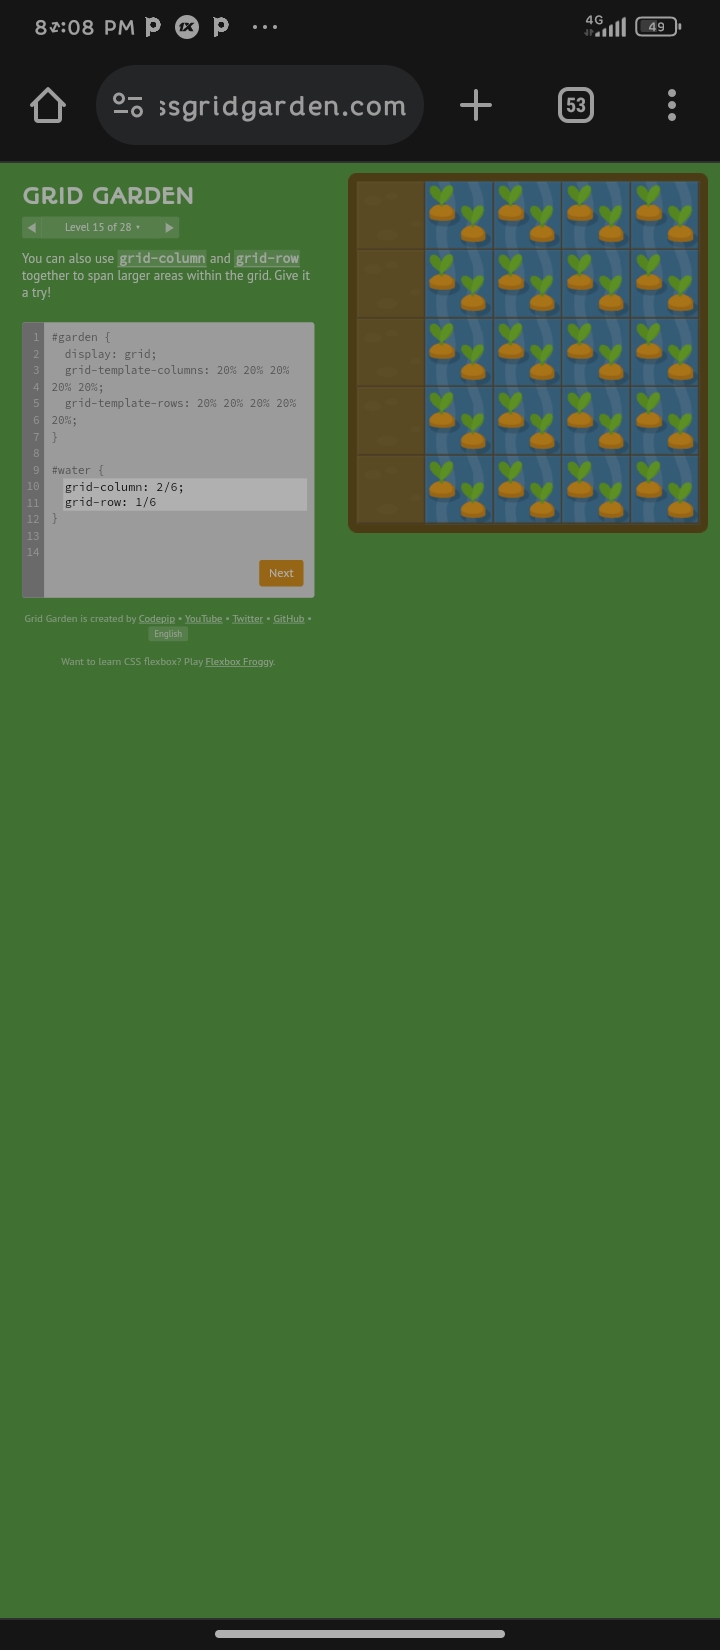 8:08 PM
4G
49
ssgridgarden.com
53
GRID GARDEN
◀ Level 15 of 28 ▾ ▶
You can also use grid-column and grid-row
together to span larger areas within the grid. Give it
a try!
1 #garden {
2 display: grid;
3 grid-template-columns: 20% 20% 20%
4 20% 20%;
5 grid-template-rows: 20% 20% 20% 20%
6 20%;
7 }
8
9 #water {
10 grid-column: 2/6;
11 grid-row: 1/6
12 }
13
14
Next
Grid Garden is created by Codepip • YouTube • Twitter • GitHub •
English
Want to learn CSS flexbox? Play Flexbox Froggy.